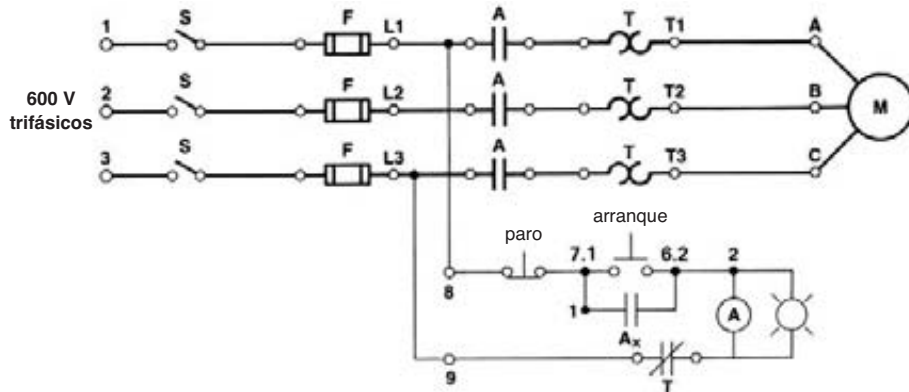 1 S F L1 A T T1 A
600 V
trifásicos
2 S F L2 A T2 B M
3 S F L3 A T T3 C
T
paro arranque
8 7.1 6.2 2
1 Ax A
9 T